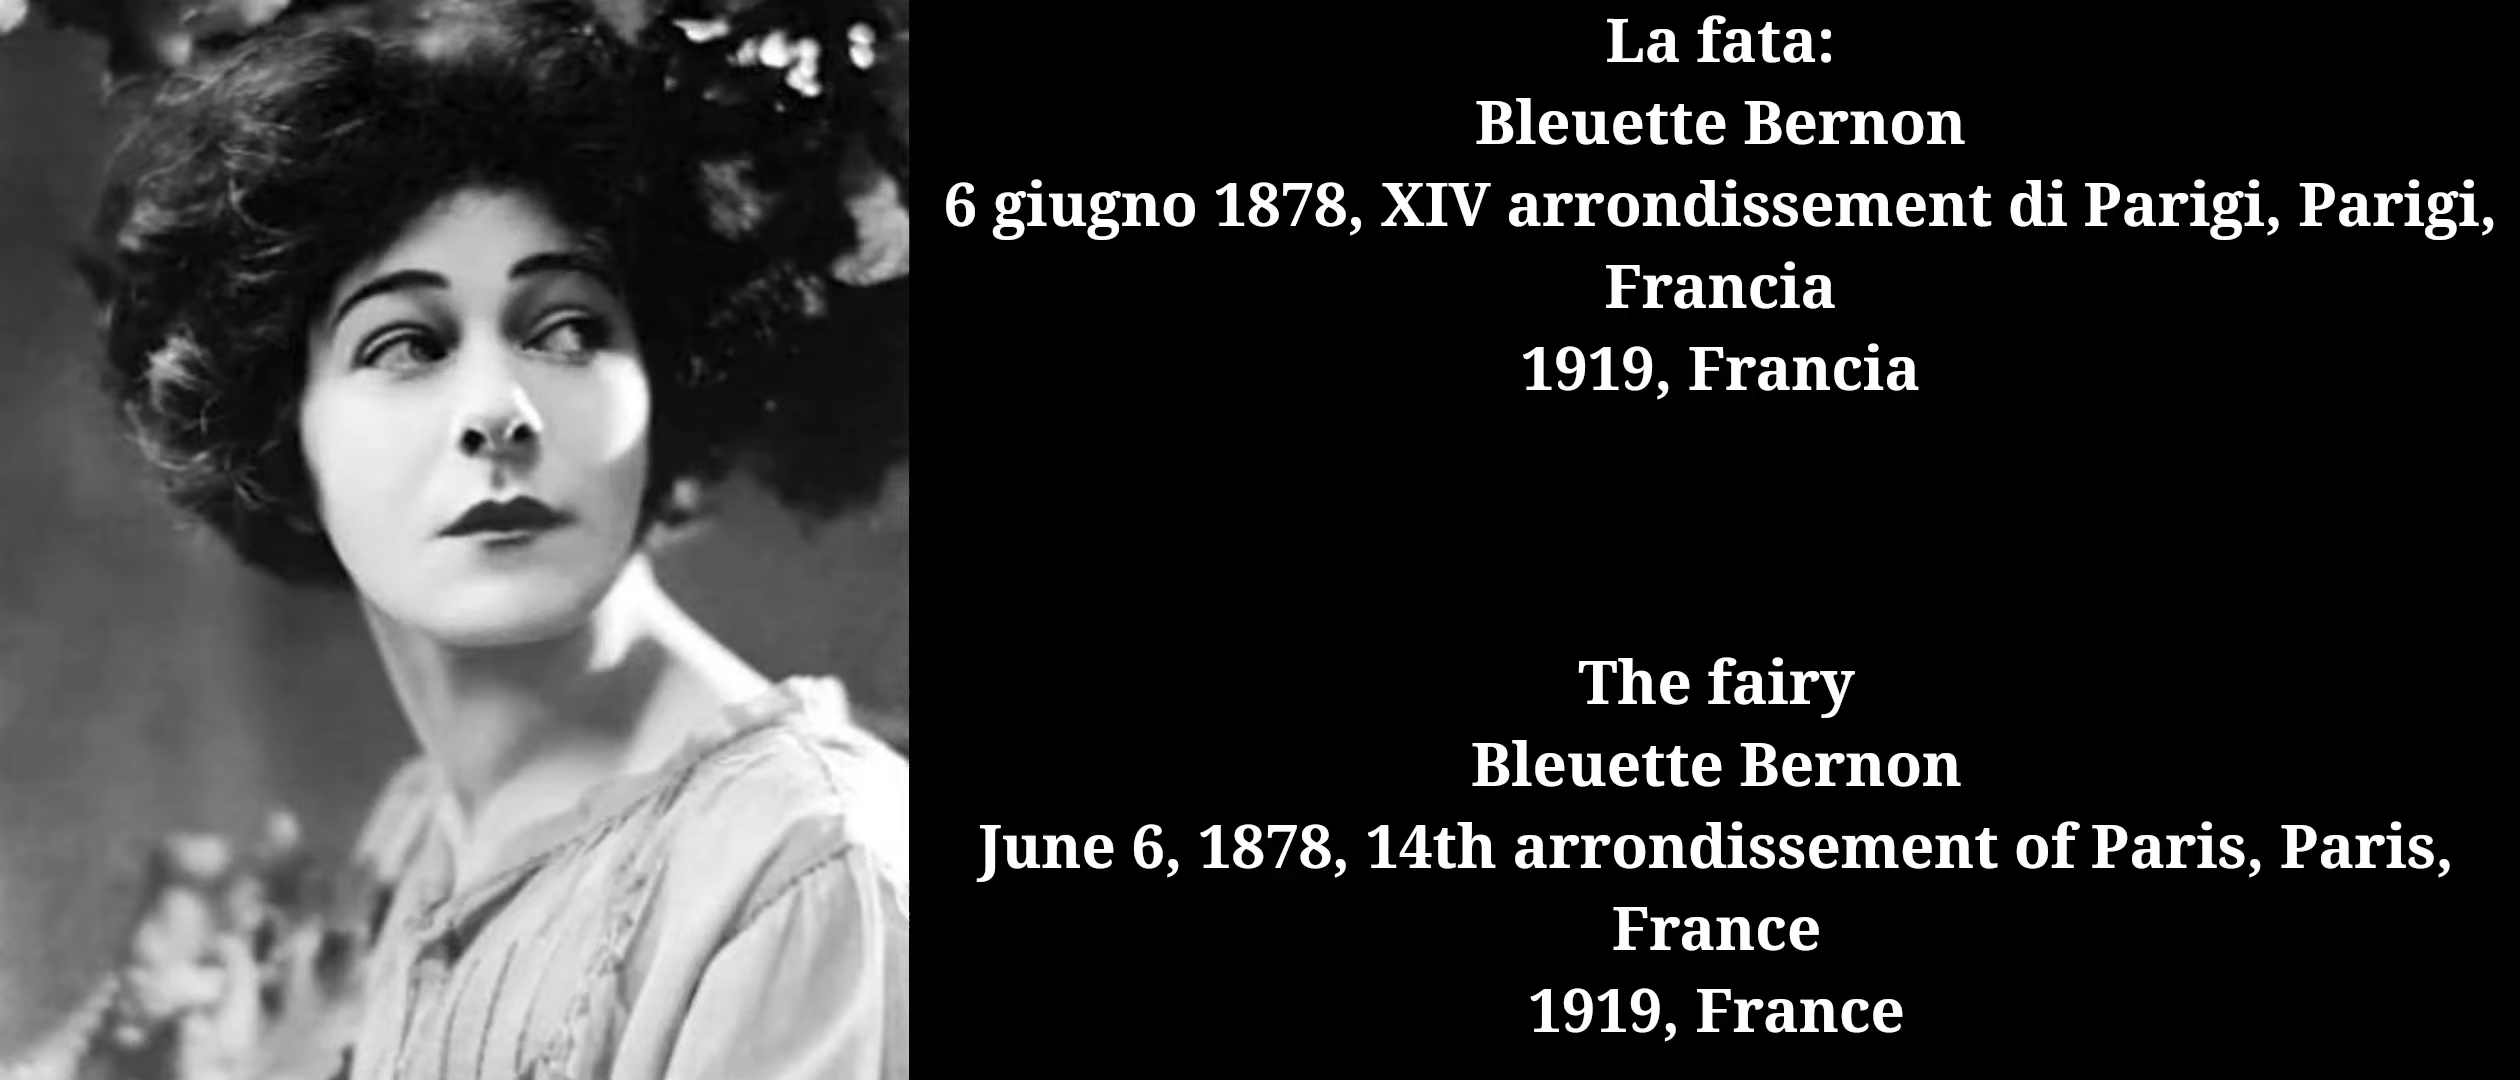 La fata:
Bleuette Bernon
6 giugno 1878, XIV arrondissement di Parigi, Parigi,
Francia
1919, Francia
The fairy
Bleuette Bernon
June 6, 1878, 14th arrondissement of Paris, Paris,
France
1919, France